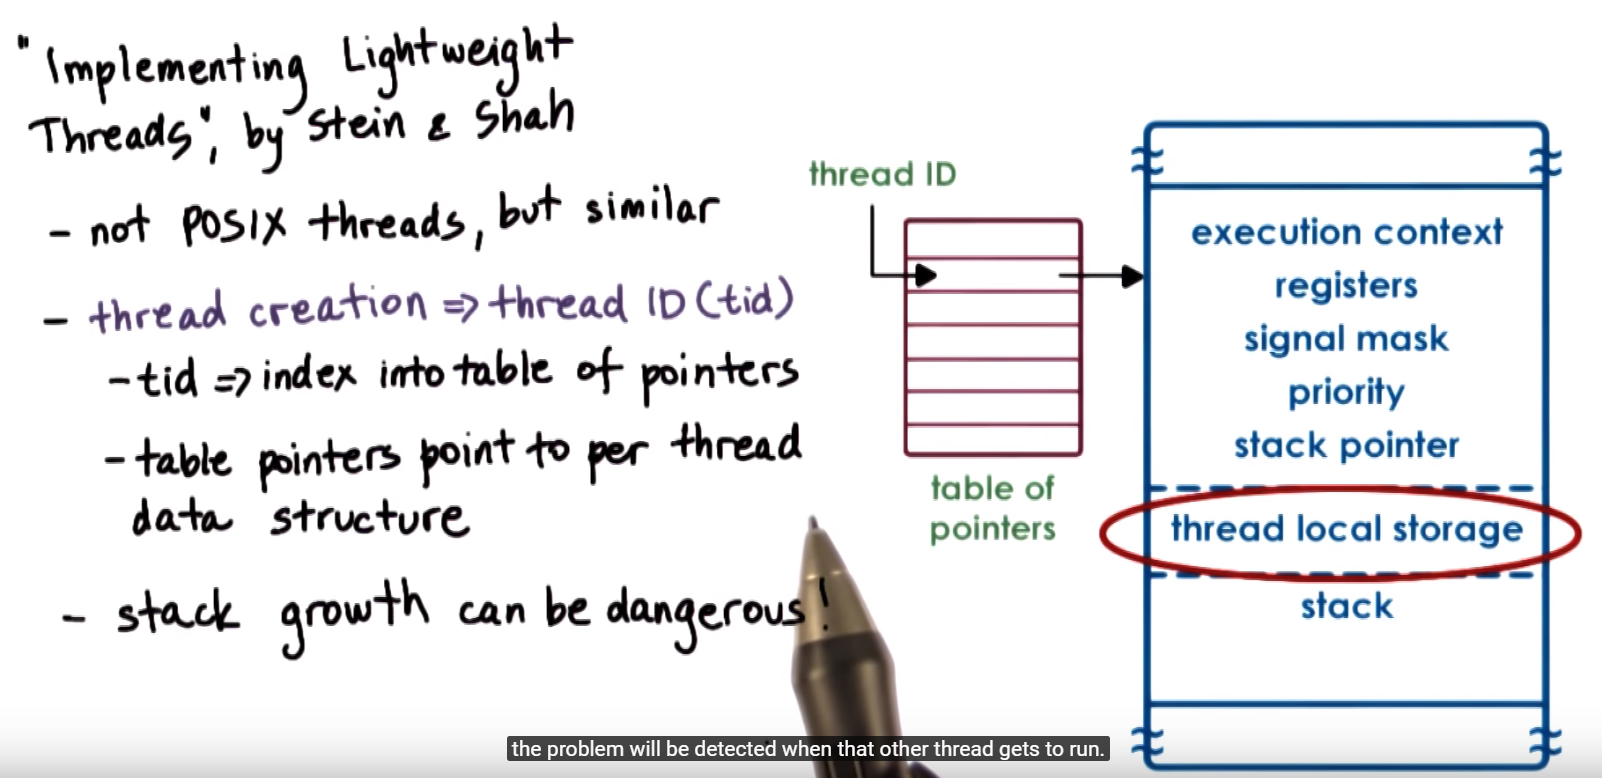 "Implementing Lightweight
Threads", by Stein & Shah
- not POSIX threads, but similar
- thread creation => thread ID (tid)
- tid => index into table of pointers
- table pointers point to per thread
data structure
- stack growth can be dangerous!
thread ID
table of
pointers
execution context
registers
signal mask
priority
stack pointer
thread local storage
stack
the problem will be detected when that other thread gets to run.